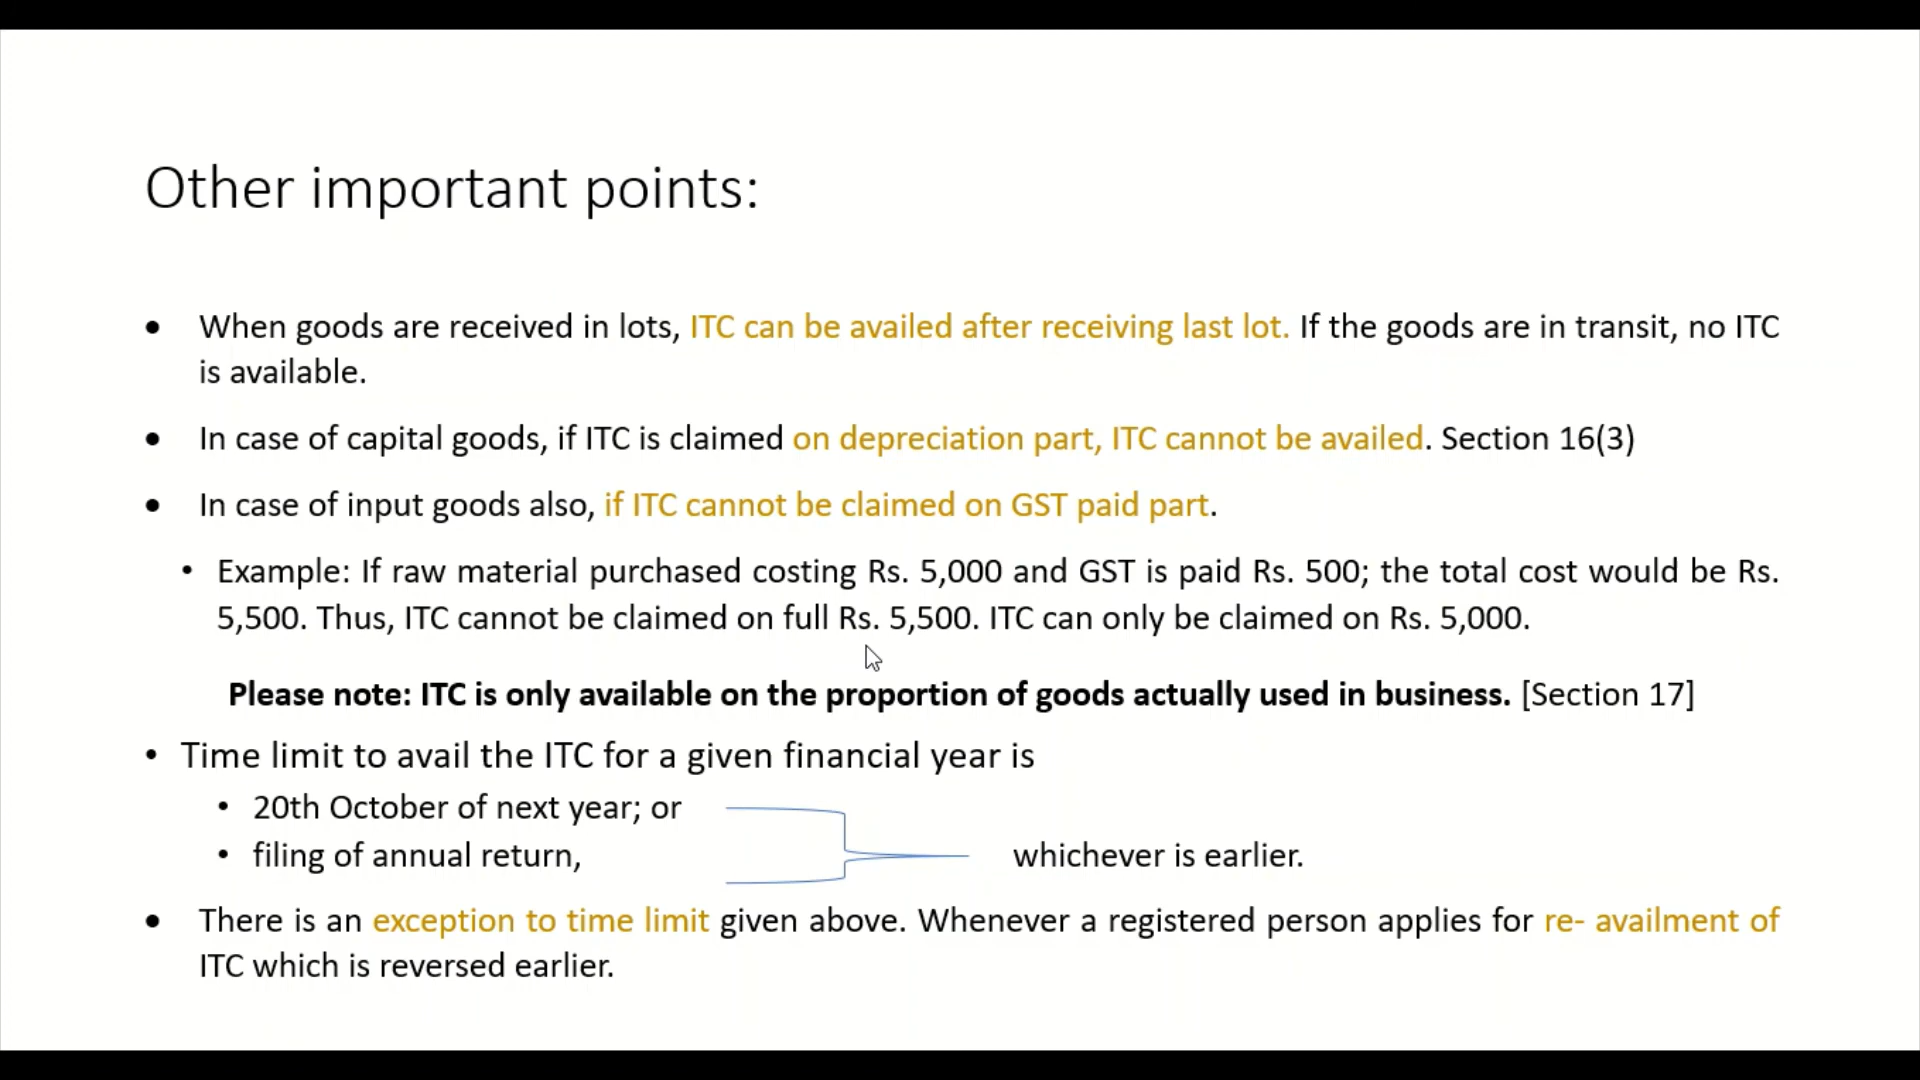 Other important points:
• When goods are received in lots, ITC can be availed after receiving last lot. If the goods are in transit, no ITC
is available.
• In case of capital goods, if ITC is claimed on depreciation part, ITC cannot be availed. Section 16(3)
• In case of input goods also, if ITC cannot be claimed on GST paid part.
• Example: If raw material purchased costing Rs. 5,000 and GST is paid Rs. 500; the total cost would be Rs.
5,500. Thus, ITC cannot be claimed on full Rs. 5,500. ITC can only be claimed on Rs. 5,000.
Please note: ITC is only available on the proportion of goods actually used in business. [Section 17]
• Time limit to avail the ITC for a given financial year is
• 20th October of next year; or
• filing of annual return,
whichever is earlier.
• There is an exception to time limit given above. Whenever a registered person applies for re- availment of
ITC which is reversed earlier.